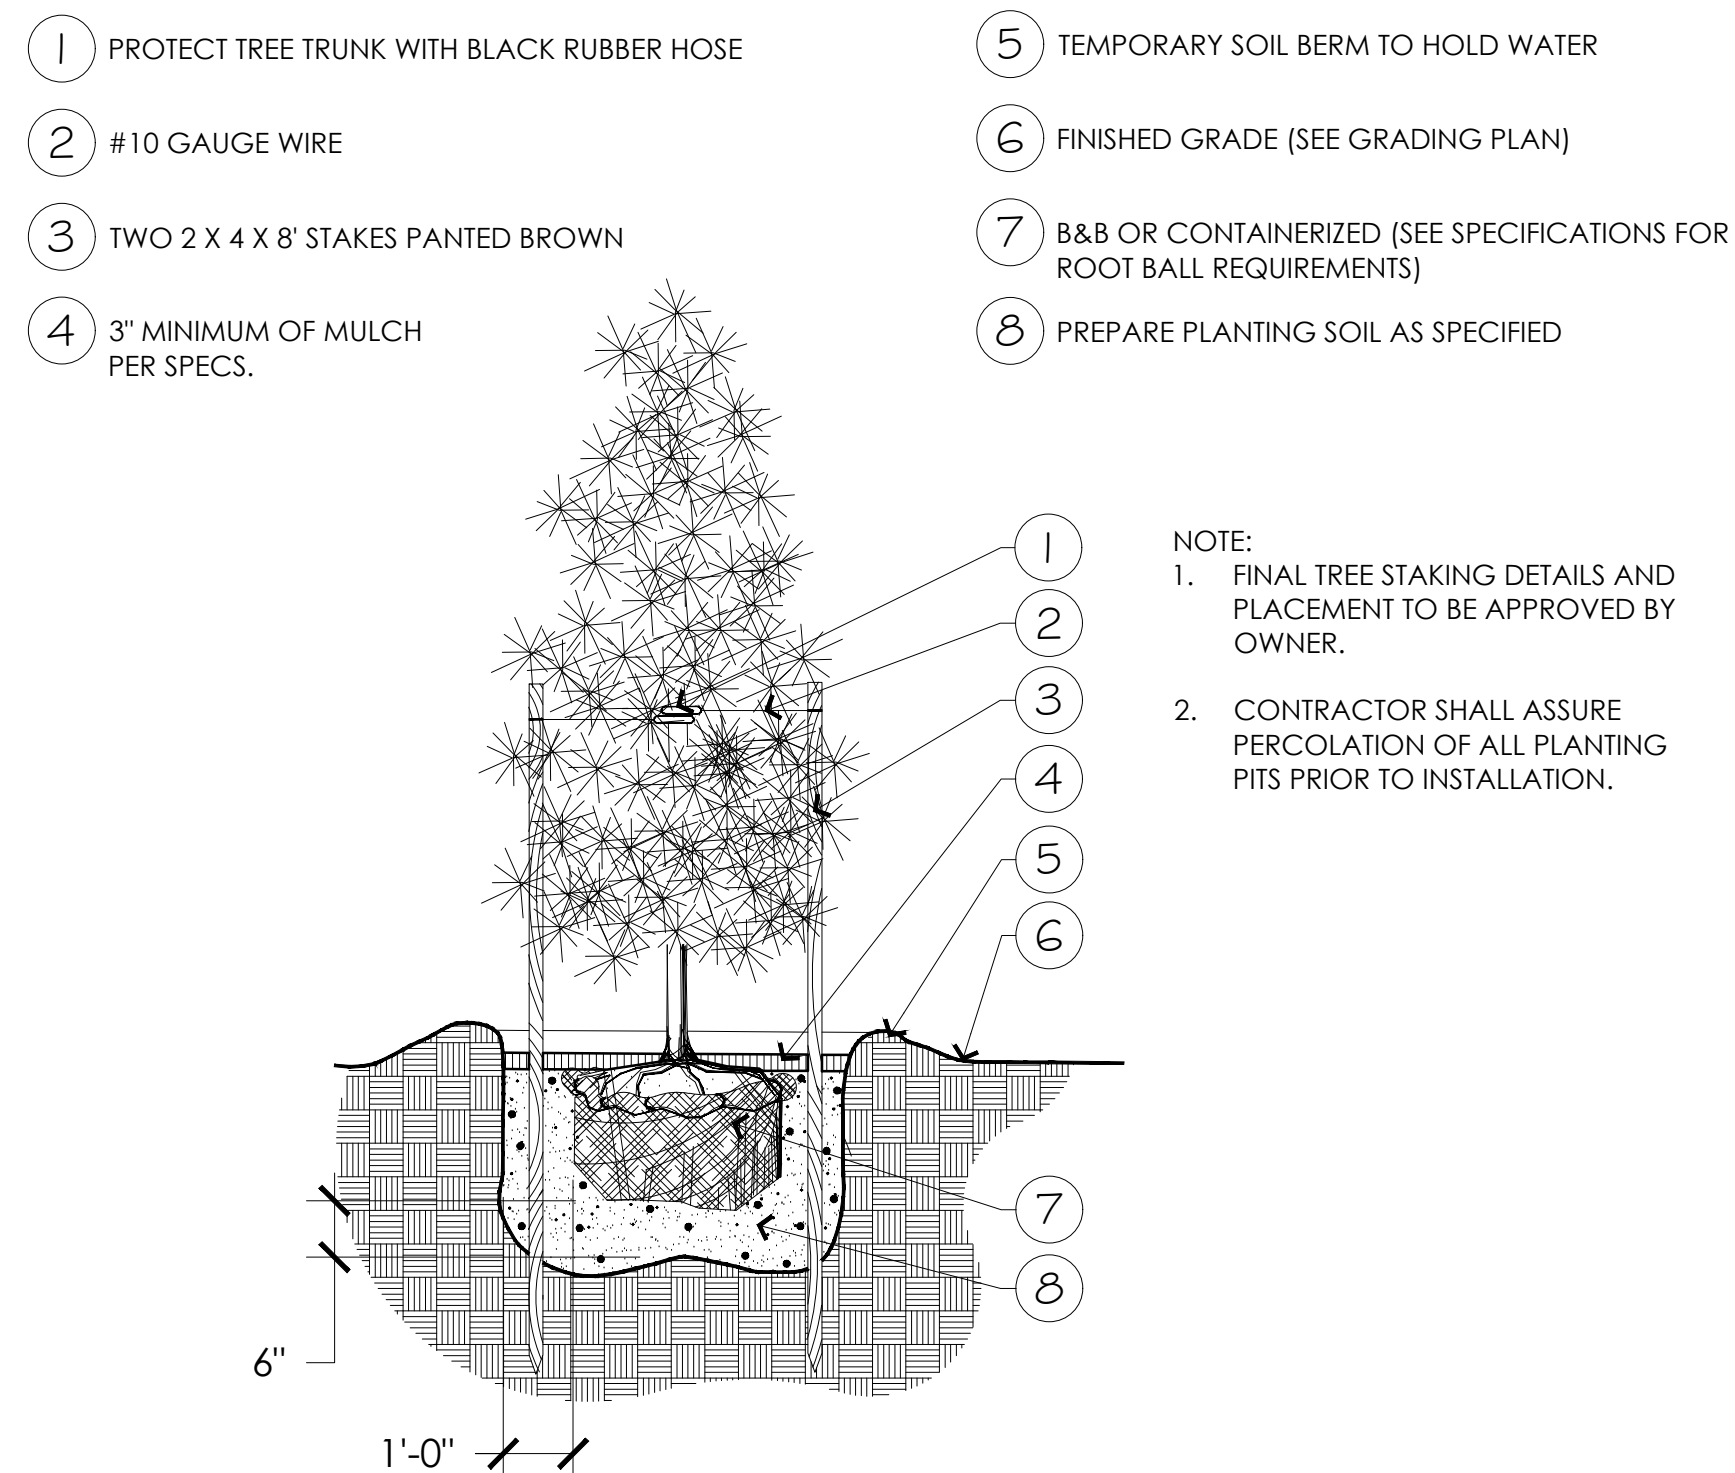 1 PROTECT TREE TRUNK WITH BLACK RUBBER HOSE
2 #10 GAUGE WIRE
3 TWO 2 X 4 X 8' STAKES PANTED BROWN
4 3" MINIMUM OF MULCH
PER SPECS.
5 TEMPORARY SOIL BERM TO HOLD WATER
6 FINISHED GRADE (SEE GRADING PLAN)
7 B&B OR CONTAINERIZED (SEE SPECIFICATIONS FOR
ROOT BALL REQUIREMENTS)
8 PREPARE PLANTING SOIL AS SPECIFIED
1
2
3
4
5
6
7
8
NOTE:
1. FINAL TREE STAKING DETAILS AND
PLACEMENT TO BE APPROVED BY
OWNER.
2. CONTRACTOR SHALL ASSURE
PERCOLATION OF ALL PLANTING
PITS PRIOR TO INSTALLATION.
6"
1'-0"